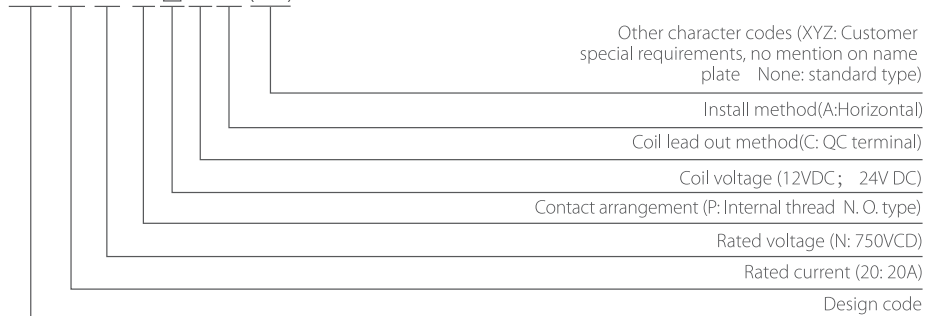 Other character codes (XYZ: Customer
special requirements, no mention on name
plate None: standard type)
Install method(A:Horizontal)
Coil lead out method(C: QC terminal)
Coil voltage (12VDC； 24V DC)
Contact arrangement (P: Internal thread N. O. type)
Rated voltage (N: 750VCD)
Rated current (20: 20A)
Design code